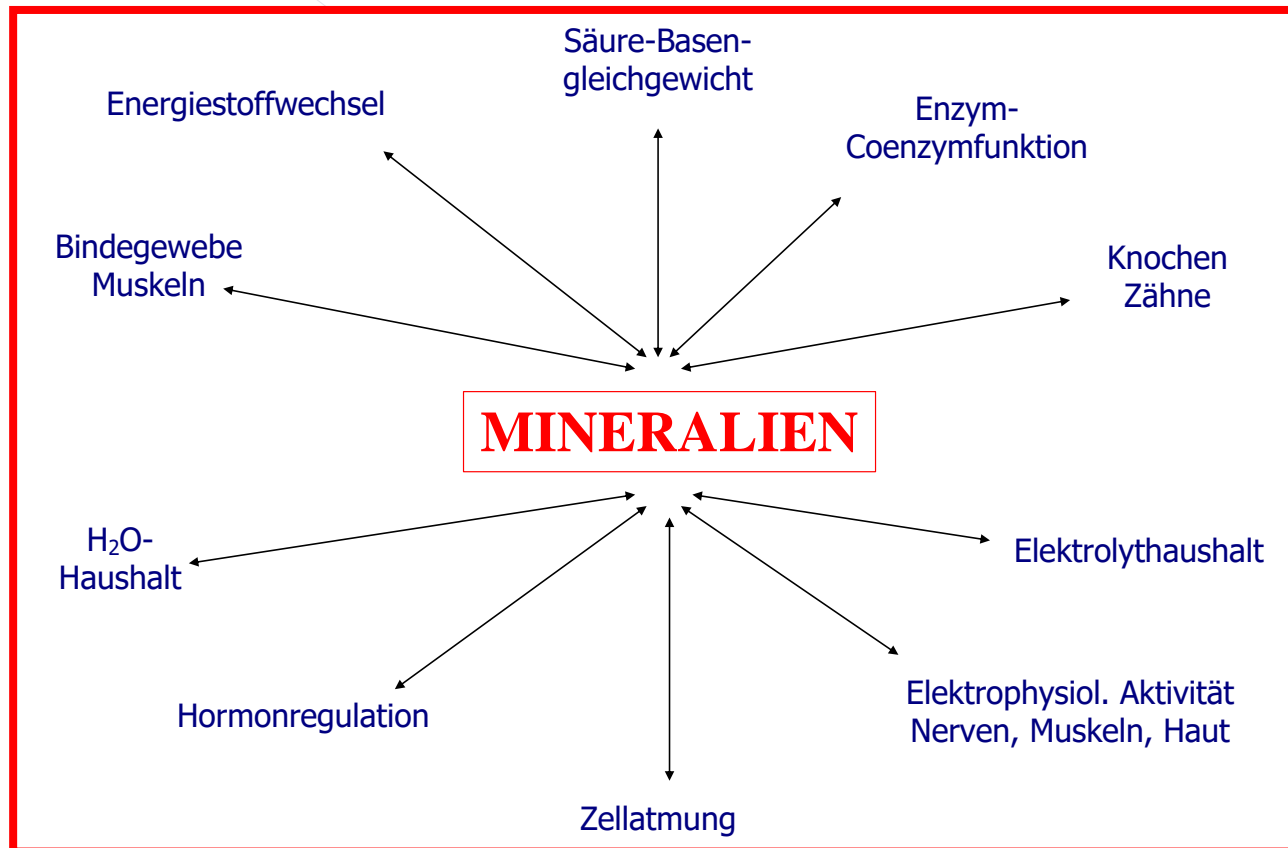 Säure-Basen-
gleichgewicht
Energiestoffwechsel
Enzym-
Coenzymfunktion
Bindegewebe
Muskeln
Knochen
Zähne
MINERALIEN
H₂O-
Haushalt
Elektrolythaushalt
Hormonregulation
Elektrophysiol. Aktivität
Nerven, Muskeln, Haut
Zellatmung